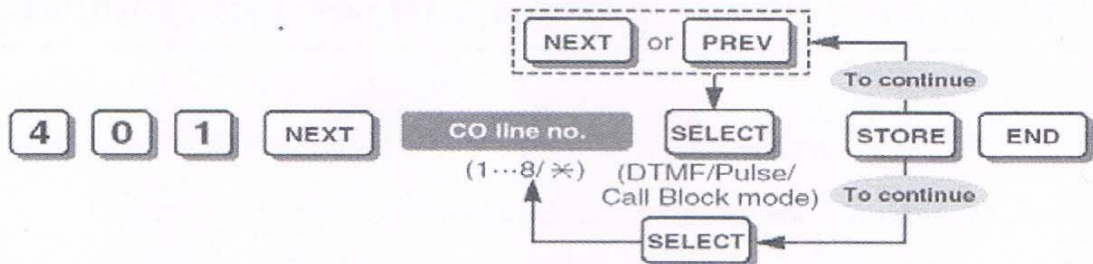 NEXT or PREV
To continue
4 0 1 NEXT CO line no. SELECT STORE END
(1···8/✳) (DTMF/Pulse/
Call Block mode) To continue
SELECT